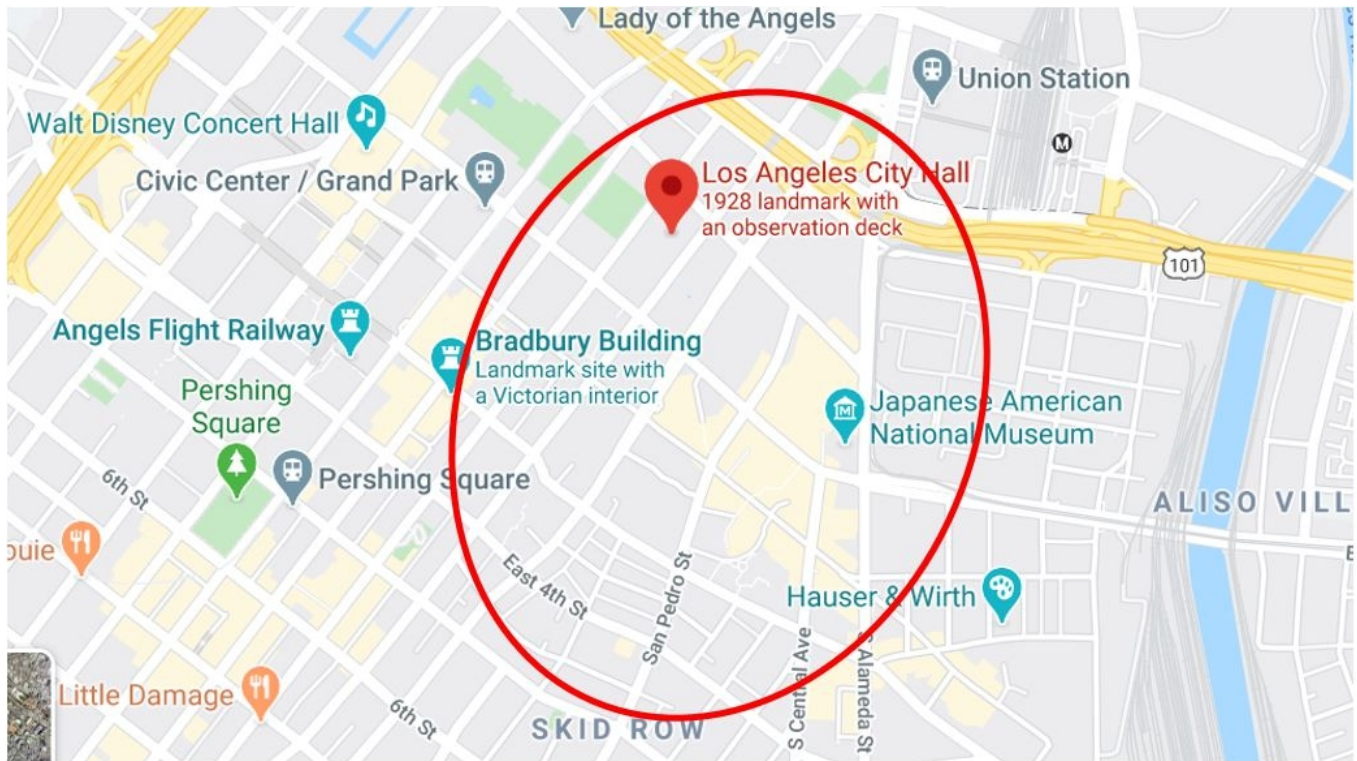 Lady of the Angels
Union Station
Walt Disney Concert Hall
M
Civic Center / Grand Park
Los Angeles City Hall
1928 landmark with
an observation deck
101
Angels Flight Railway
Bradbury Building
Landmark site with
a Victorian interior
Pershing
Square
M
Japanese American
National Museum
Pershing Square
6th St
ALISO VILL
ouie
East 4th St
San Pedro St
Hauser & Wirth
S Central Ave
S Alameda St
Little Damage
6th St
SKID ROW